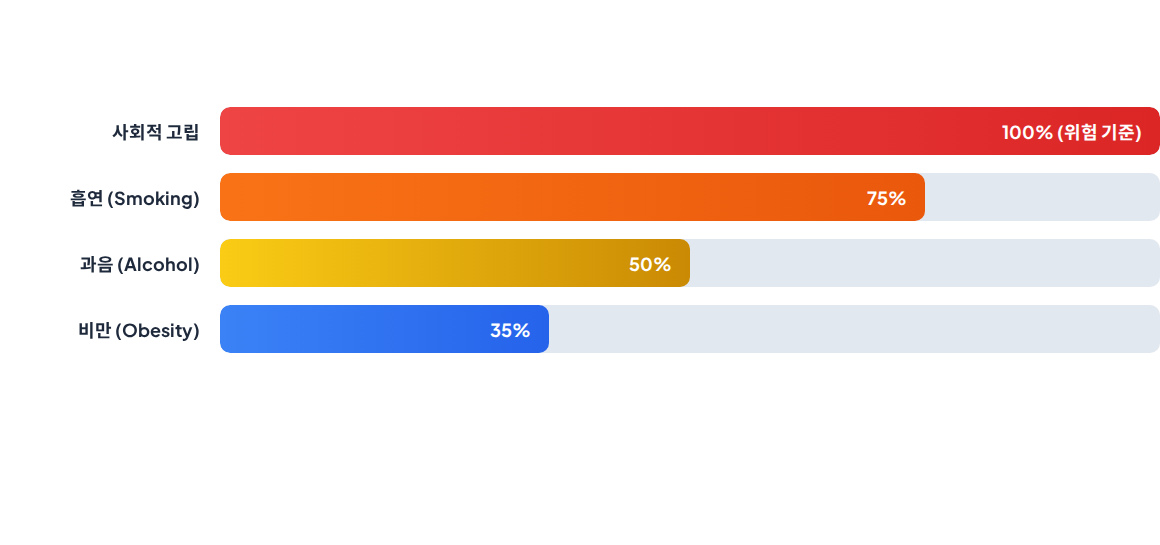 사회적 고립 100% (위험 기준)
흡연 (Smoking) 75%
과음 (Alcohol) 50%
비만 (Obesity) 35%